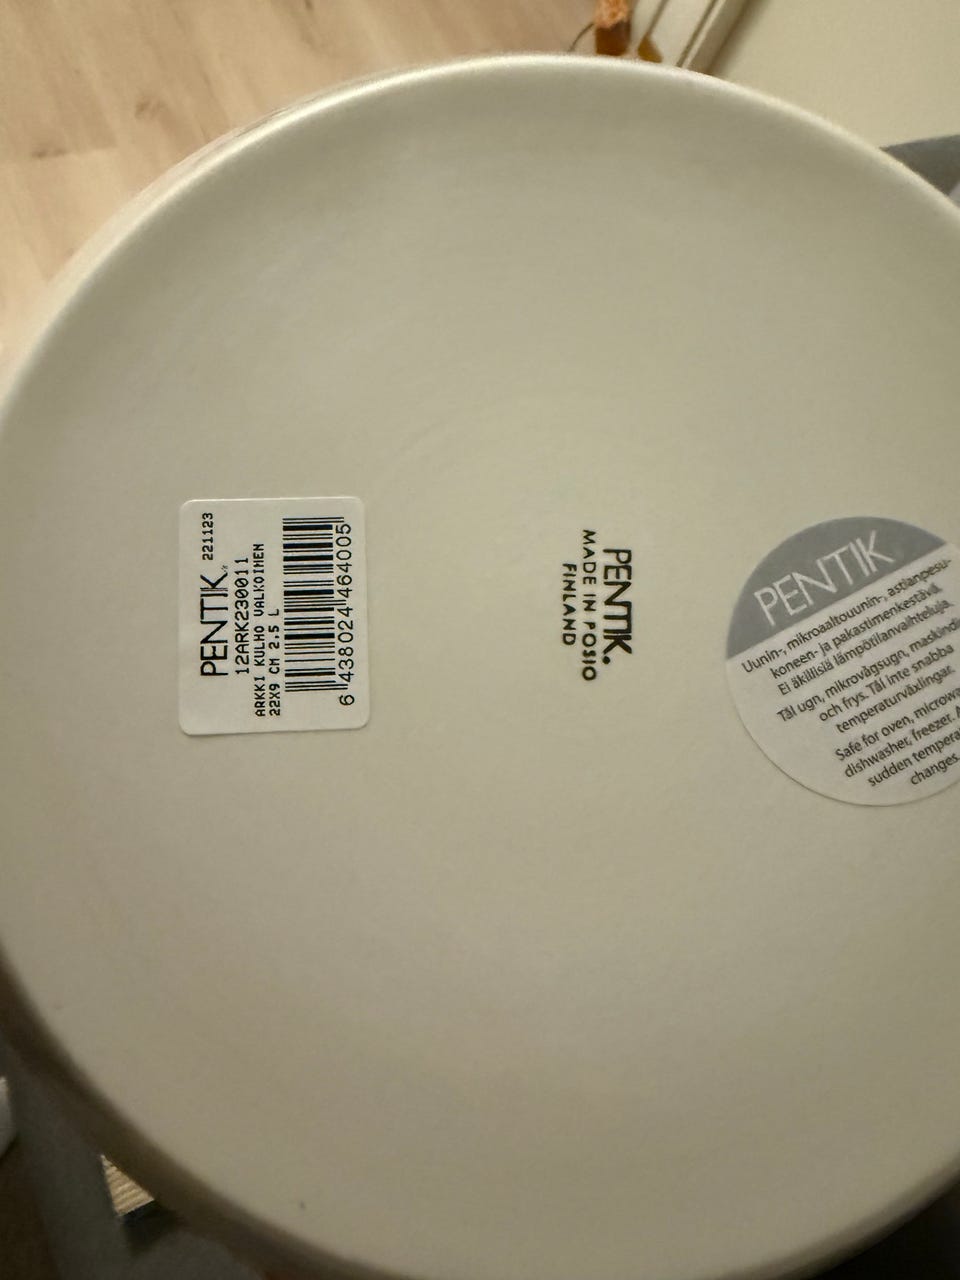 PENTIK
221123
12ARK230011
ARKKI KULHO VALKOINEN
22X9 CM 2,5 L
6 438024 464005
PENTIK.
MADE IN POSIO
FINLAND
PENTIK
Uunin-, mikroaaltouunin-, astianpesu-
koneen- ja pakastimenkestävä.
Ei äkillisiä lämpötilanvaihteluja.
Tål ugn, mikrovågsugn, maskindi
och frys. Tål inte snabba
temperaturväxlingar.
Safe for oven, microwa
dishwasher, freezer. A
sudden tempera
changes.